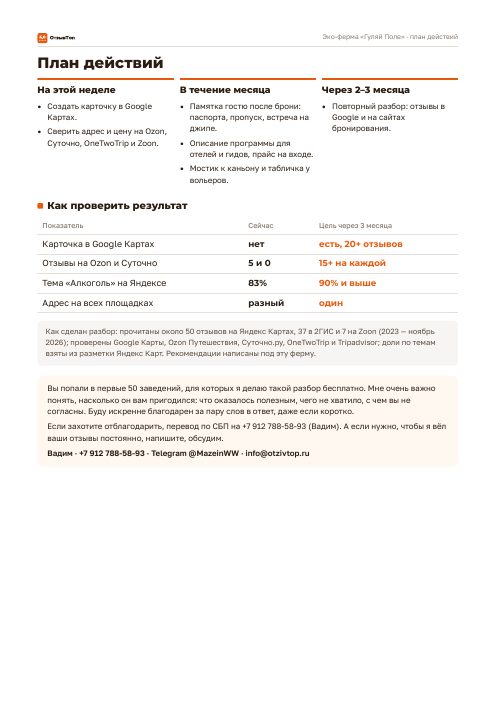 ОтзывТоп
Эко-ферма «Гуляй Поле» · план действий
План действий
На этой неделе
• Создать карточку в Google
Картах.
• Сверить адрес и цену на Ozon,
Суточно, OneTwoTrip и Zoon.
В течение месяца
• Памятка гостю после брони:
паспорта, пропуск, встреча на
джипе.
• Описание программы для
отелей и гидов, прайс на входе.
• Мостик к каньону и табличка у
вольеров.
Через 2–3 месяца
• Повторный разбор: отзывы в
Google и на сайтах
бронирования.
Как проверить результат
Показатель Сейчас Цель через 3 месяца
Карточка в Google Картах нет есть, 20+ отзывов
Отзывы на Ozon и Суточно 5 и 0 15+ на каждой
Тема «Алкоголь» на Яндексе 83% 90% и выше
Адрес на всех площадках разный один
Как сделан разбор: прочитаны около 50 отзывов на Яндекс Картах, 37 в 2ГИС и 7 на Zoon (2023 — ноябрь
2026); проверены Google Карты, Ozon Путешествия, Суточно.ру, OneTwoTrip и Tripadvisor; доли по темам
взяты из разметки Яндекс Карт. Рекомендации написаны под эту ферму.
Вы попали в первые 50 заведений, для которых я делаю такой разбор бесплатно. Мне очень важно
понять, насколько он вам пригодился: что оказалось полезным, чего не хватило, с чем вы не
согласны. Буду искренне благодарен за пару слов в ответ, даже если коротко.
Если захотите отблагодарить, перевод по СБП на +7 912 788-58-93 (Вадим). А если нужно, чтобы я вёл
ваши отзывы постоянно, напишите, обсудим.
Вадим · +7 912 788-58-93 · Telegram @MazeinWW · info@otzivtop.ru